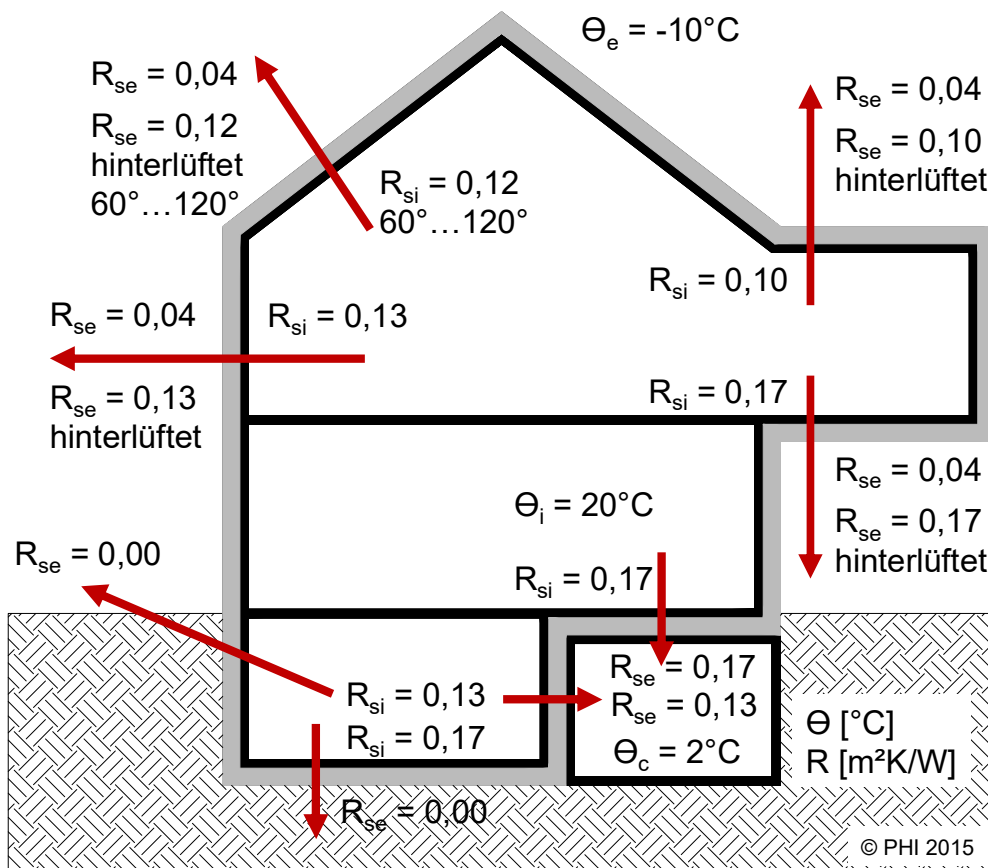 ϴe = -10°C
Rse = 0,04
Rse = 0,12
hinterlüftet
60°…120°
Rsi = 0,12
60°…120°
Rse = 0,04
Rse = 0,10
hinterlüftet
Rsi = 0,10
Rse = 0,04
Rsi = 0,13
Rse = 0,13
hinterlüftet
Rsi = 0,17
Rse = 0,04
Rse = 0,17
hinterlüftet
ϴi = 20°C
Rsi = 0,17
Rse = 0,00
Rsi = 0,13
Rsi = 0,17
Rse = 0,17
Rse = 0,13
ϴc = 2°C
ϴ [°C]
R [m²K/W]
Rse = 0,00
© PHI 2015